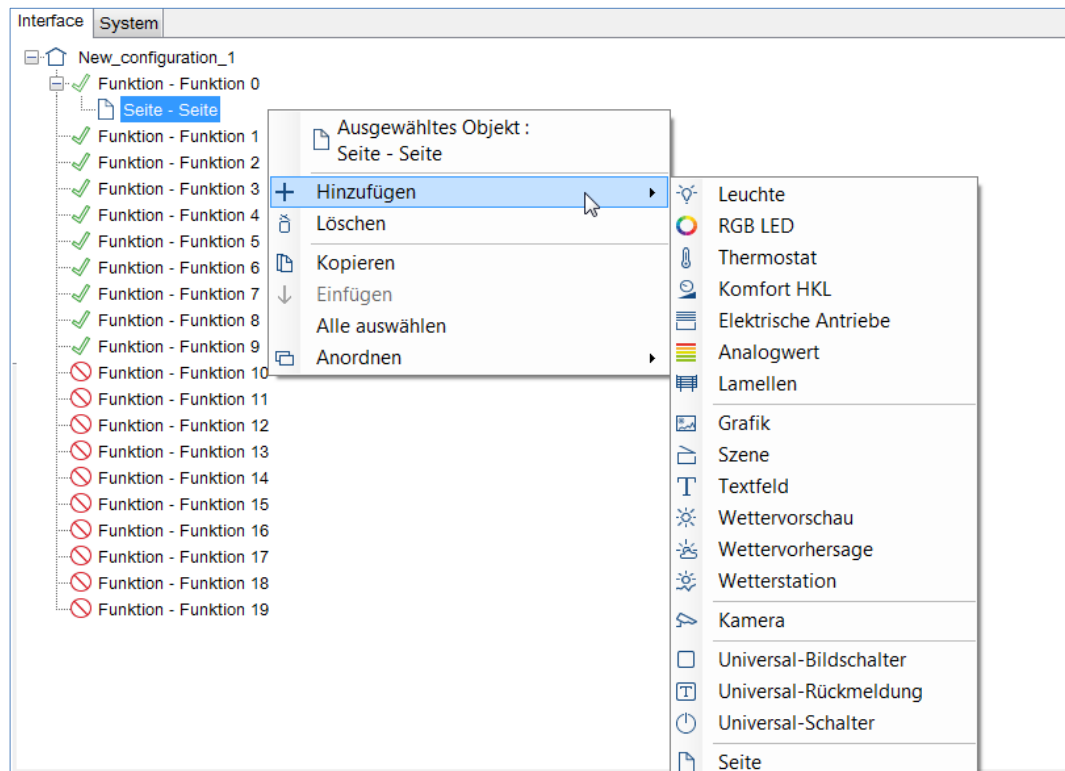 Interface System
New_configuration_1
Funktion - Funktion 0
Seite - Seite
Funktion - Funktion 1
Funktion - Funktion 2
Funktion - Funktion 3
Funktion - Funktion 4
Funktion - Funktion 5
Funktion - Funktion 6
Funktion - Funktion 7
Funktion - Funktion 8
Funktion - Funktion 9
Funktion - Funktion 10
Funktion - Funktion 11
Funktion - Funktion 12
Funktion - Funktion 13
Funktion - Funktion 14
Funktion - Funktion 15
Funktion - Funktion 16
Funktion - Funktion 17
Funktion - Funktion 18
Funktion - Funktion 19
Ausgewähltes Objekt :
Seite - Seite
Hinzufügen
Löschen
Kopieren
Einfügen
Alle auswählen
Anordnen
Leuchte
RGB LED
Thermostat
Komfort HKL
Elektrische Antriebe
Analogwert
Lamellen
Grafik
Szene
Textfeld
Wettervorschau
Wettervorhersage
Wetterstation
Kamera
Universal-Bildschalter
Universal-Rückmeldung
Universal-Schalter
Seite